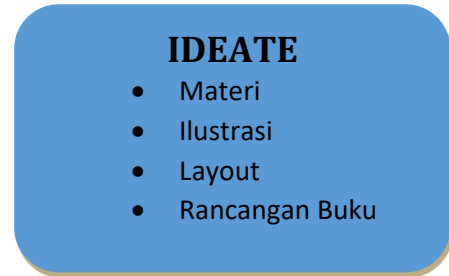 IDEATE
• Materi
• Ilustrasi
• Layout
• Rancangan Buku